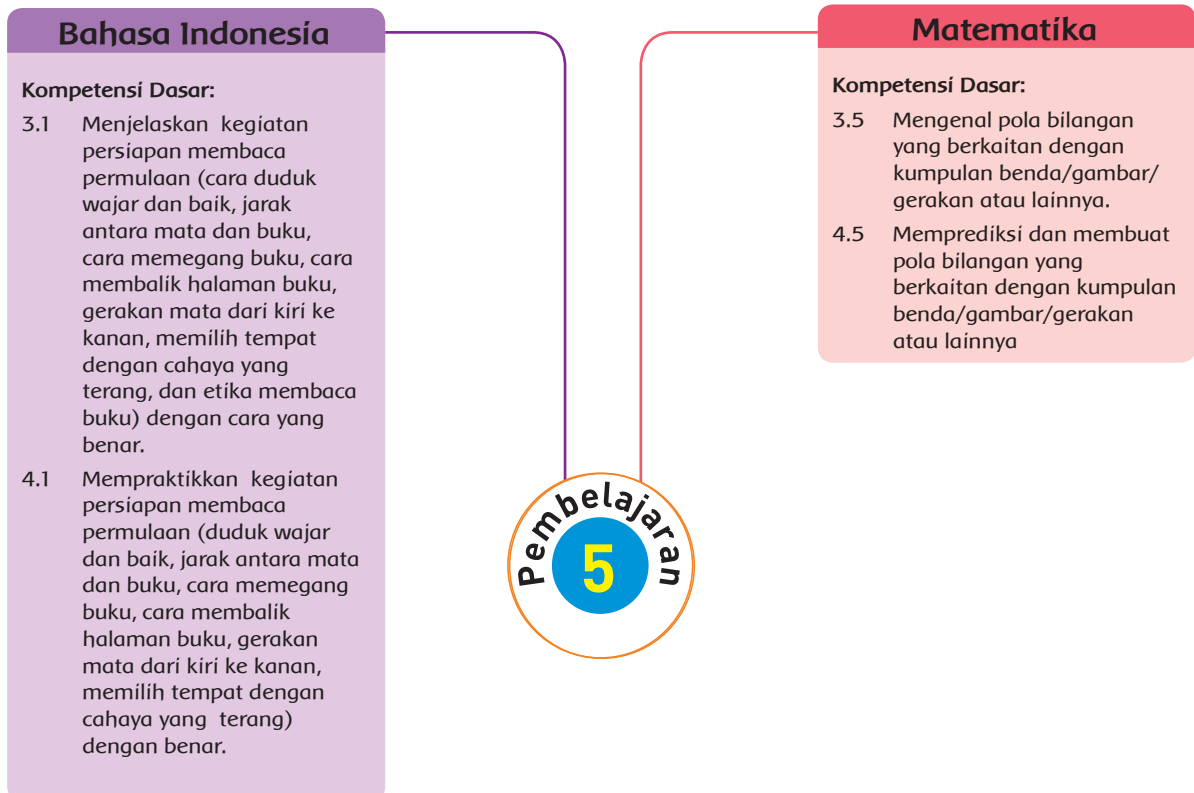 Bahasa Indonesia
Kompetensi Dasar:
3.1 Menjelaskan kegiatan
persiapan membaca
permulaan (cara duduk
wajar dan baik, jarak
antara mata dan buku,
cara memegang buku, cara
membalik halaman buku,
gerakan mata dari kiri ke
kanan, memilih tempat
dengan cahaya yang
terang, dan etika membaca
buku) dengan cara yang
benar.
4.1 Mempraktikkan kegiatan
persiapan membaca
permulaan (duduk wajar
dan baik, jarak antara mata
dan buku, cara memegang
buku, cara membalik
halaman buku, gerakan
mata dari kiri ke kanan,
memilih tempat dengan
cahaya yang terang)
dengan benar.
Matematika
Kompetensi Dasar:
3.5 Mengenal pola bilangan
yang berkaitan dengan
kumpulan benda/gambar/
gerakan atau lainnya.
4.5 Memprediksi dan membuat
pola bilangan yang
berkaitan dengan kumpulan
benda/gambar/gerakan
atau lainnya
Pembelajaran
5